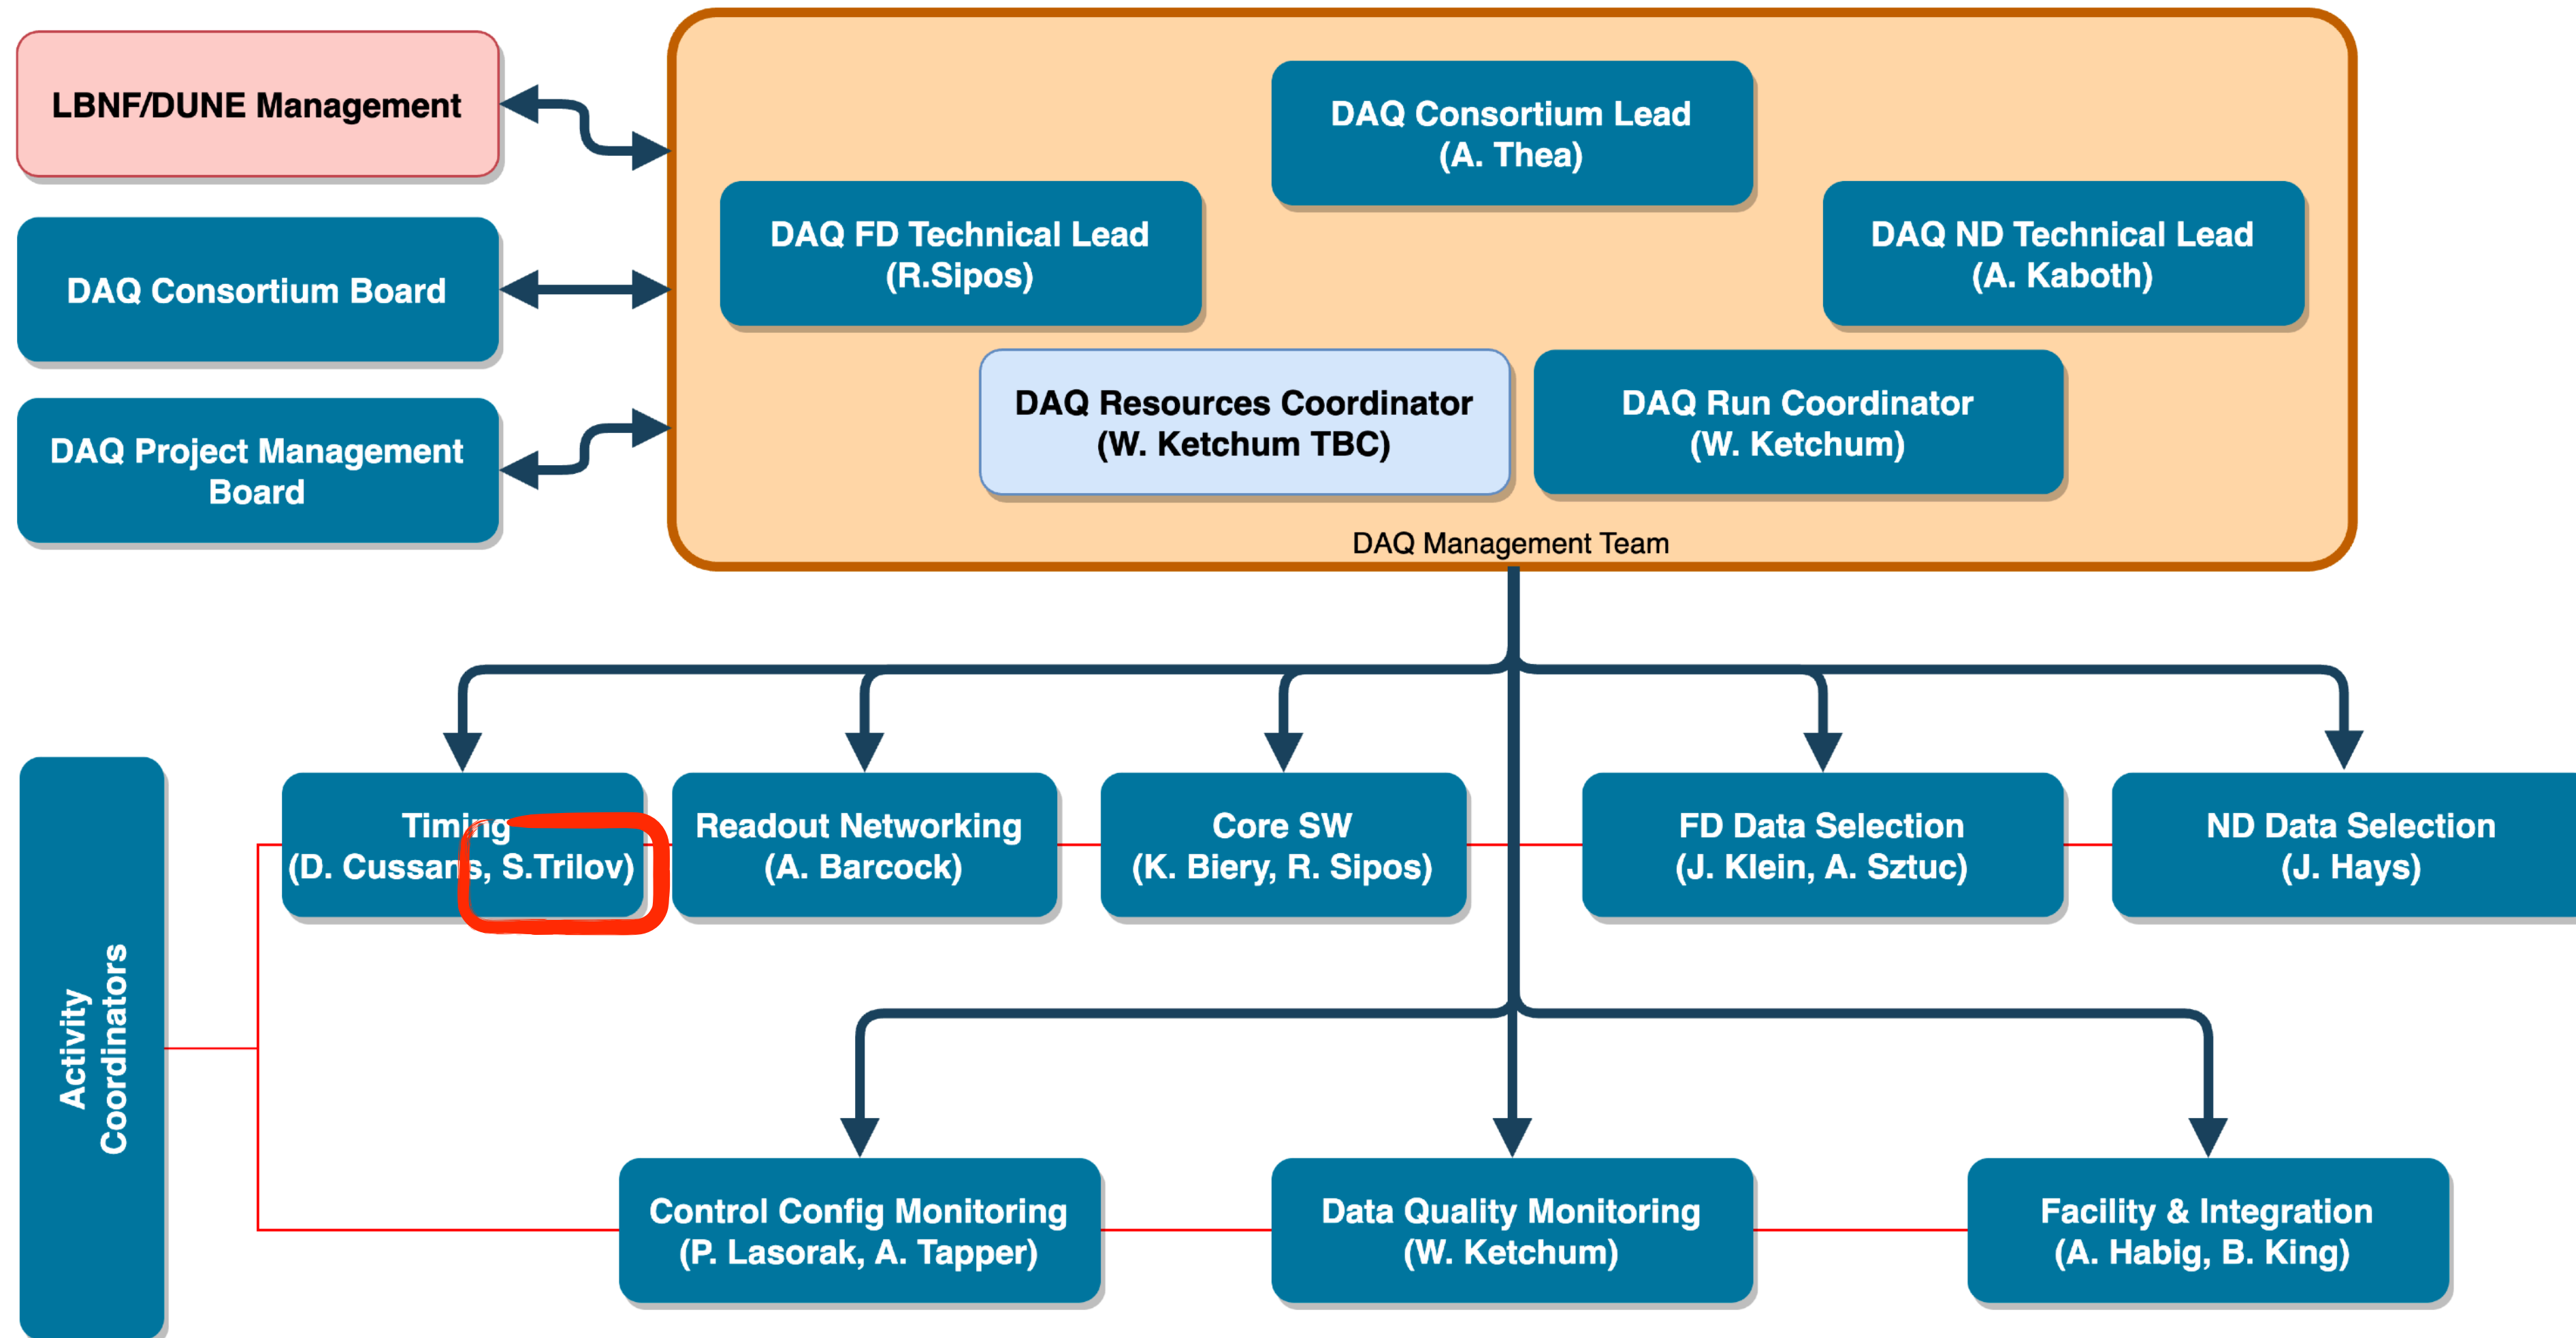 LBNF/DUNE Management
DAQ Consortium Board
DAQ Project Management
Board
DAQ Consortium Lead
(A. Thea)
DAQ FD Technical Lead
(R.Sipos)
DAQ ND Technical Lead
(A. Kaboth)
DAQ Resources Coordinator
(W. Ketchum TBC)
DAQ Run Coordinator
(W. Ketchum)
DAQ Management Team
Activity
Coordinators
Timing
(D. Cussans, S.Trilov)
Readout Networking
(A. Barcock)
Core SW
(K. Biery, R. Sipos)
FD Data Selection
(J. Klein, A. Sztuc)
ND Data Selection
(J. Hays)
Control Config Monitoring
(P. Lasorak, A. Tapper)
Data Quality Monitoring
(W. Ketchum)
Facility & Integration
(A. Habig, B. King)